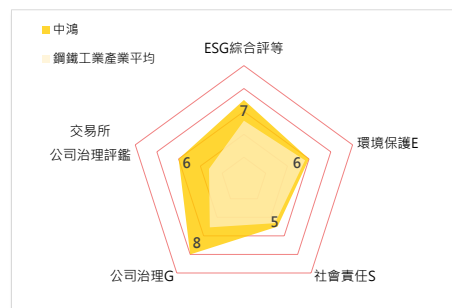 中鴻
鋼鐵工業產業平均
ESG綜合評等
7
環境保護E
6
社會責任S
5
公司治理G
8
交易所
公司治理評鑑
6